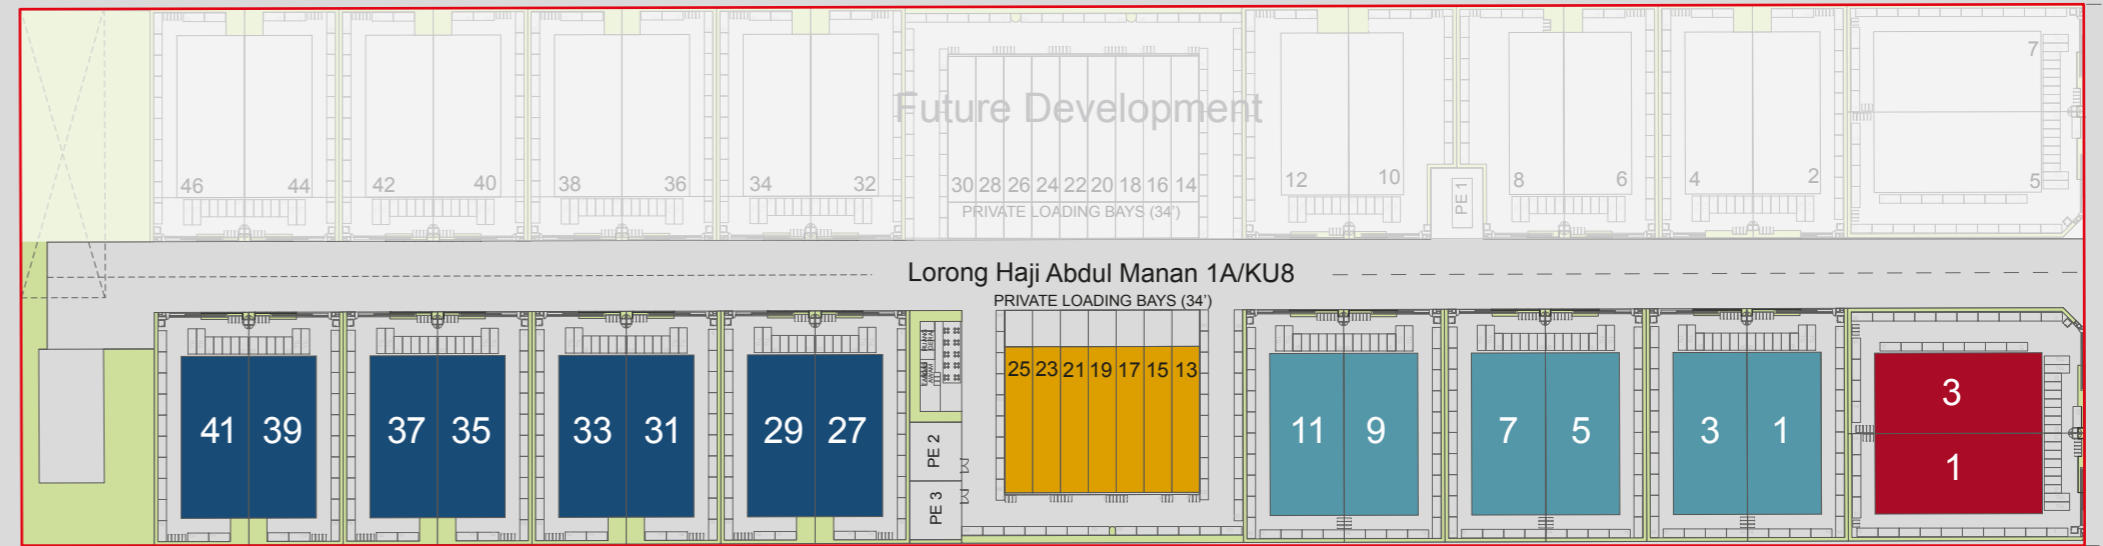 7
Future Development
46 44 42 40 38 36 34 32 30 28 26 24 22 20 18 16 14 12 10 8 6 4 2 5
PE 1
PRIVATE LOADING BAYS (34')
Lorong Haji Abdul Manan 1A/KU8
PRIVATE LOADING BAYS (34')
25 23 21 19 17 15 13
41 39 37 35 33 31 29 27
PE 2
PE 3
11 9 7 5 3 1
3
1